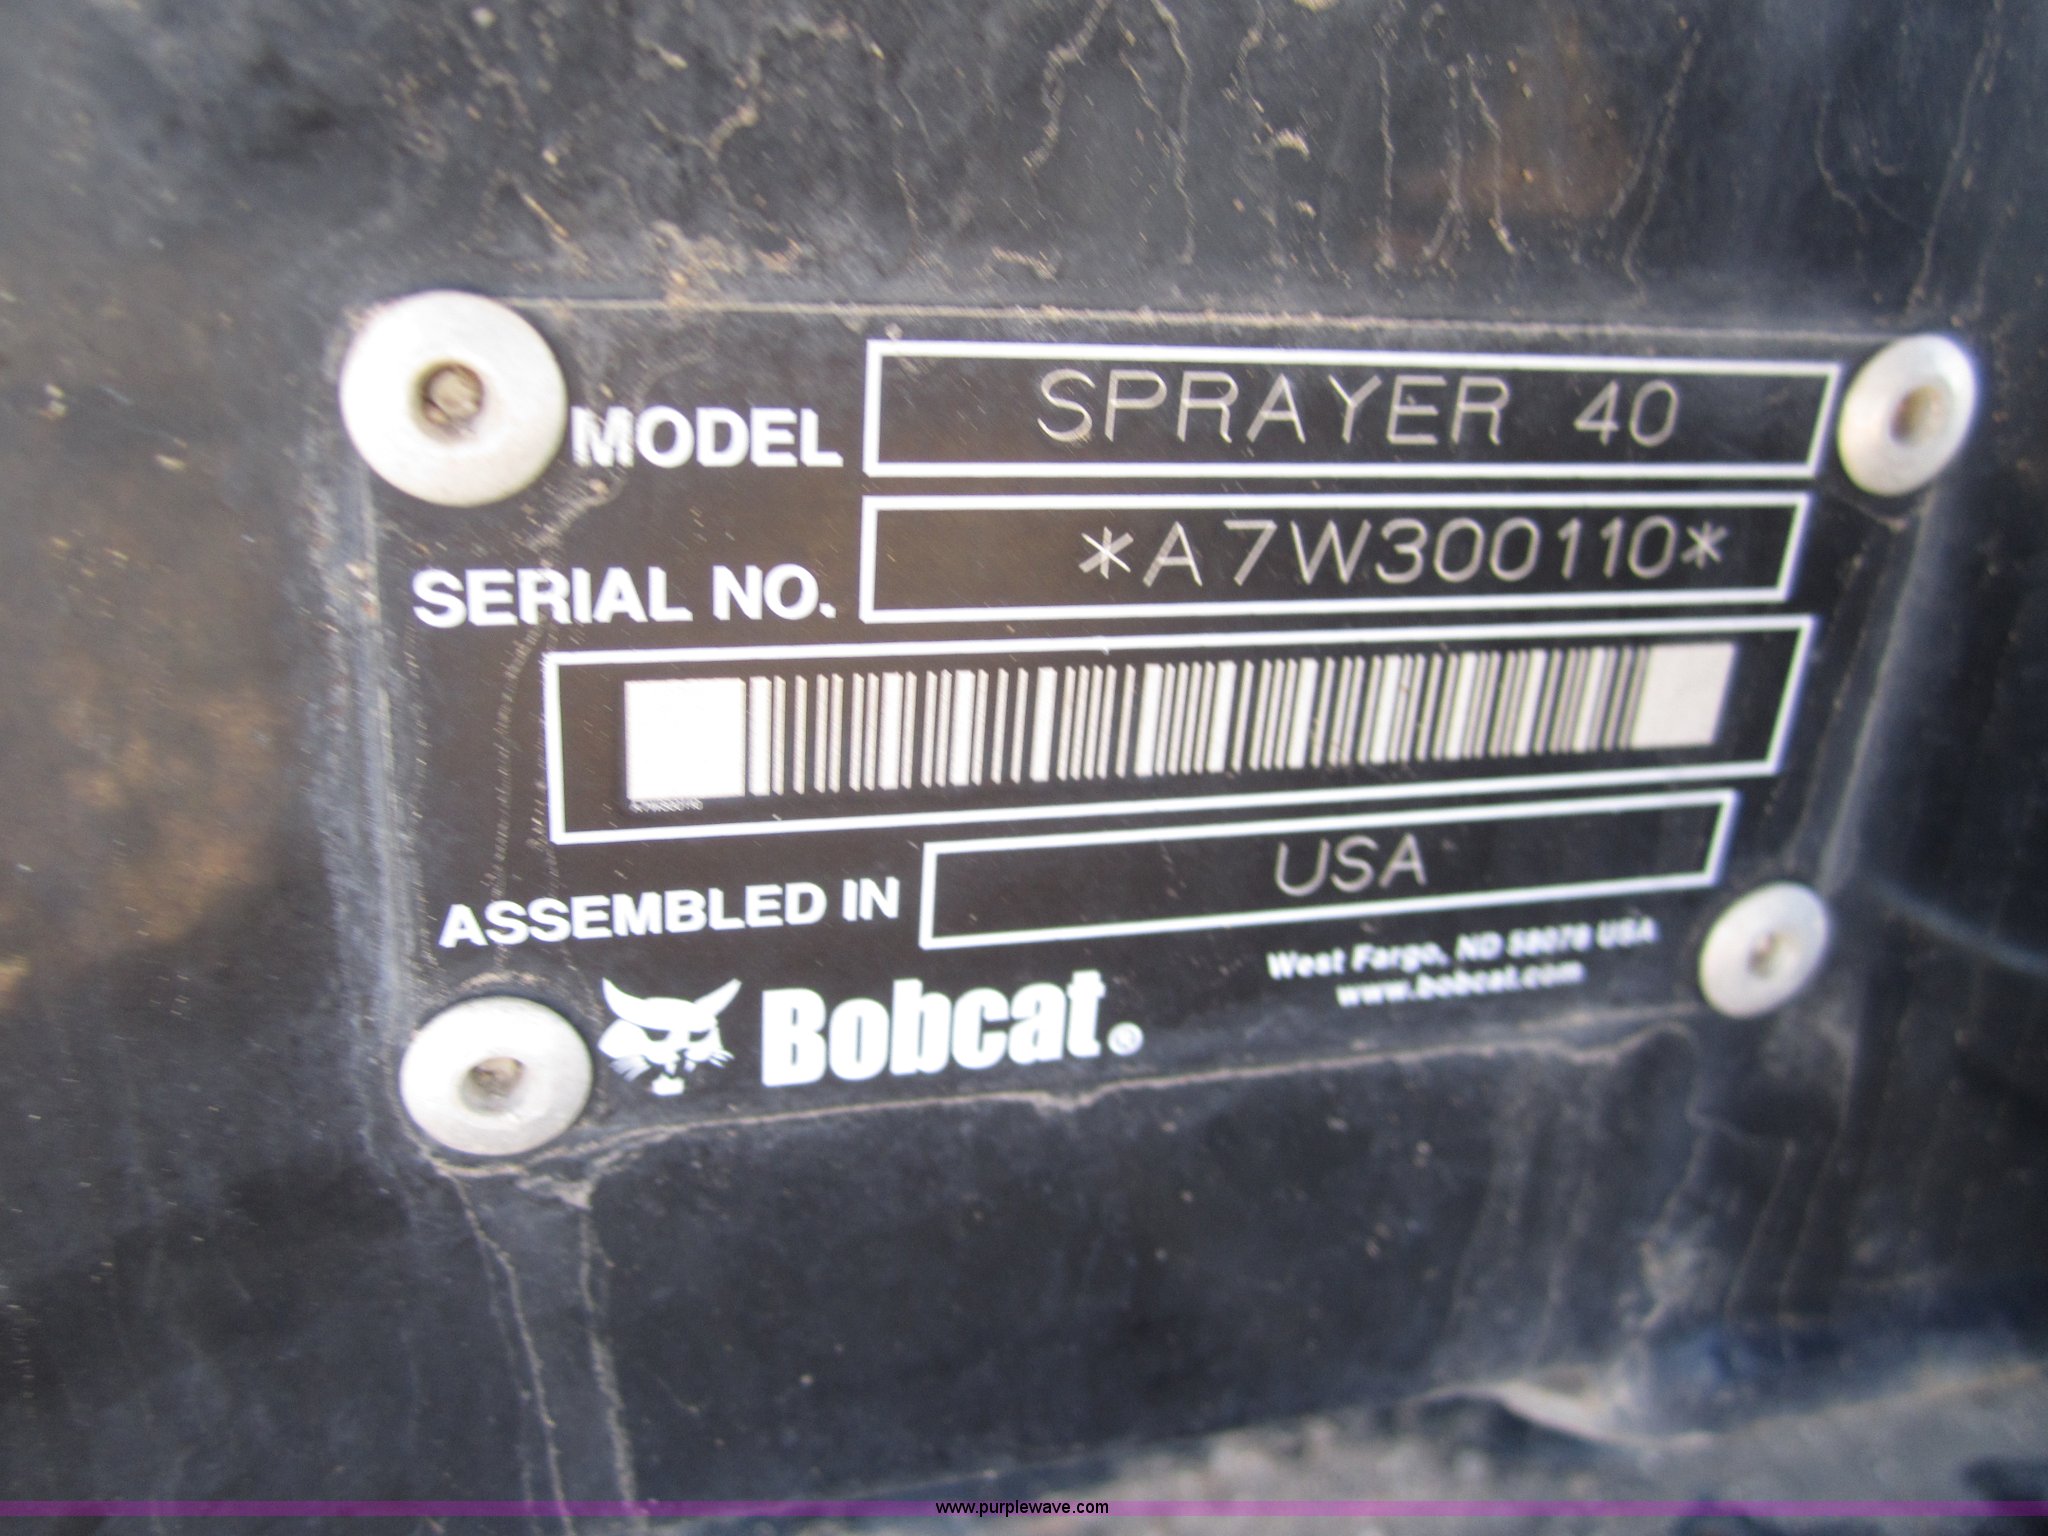 MODEL SPRAYER 40
SERIAL NO. *A7W300110*
A7W300110
ASSEMBLED IN USA
Bobcat®
West Fargo, ND 58078 USA
www.bobcat.com
www.purplewave.com